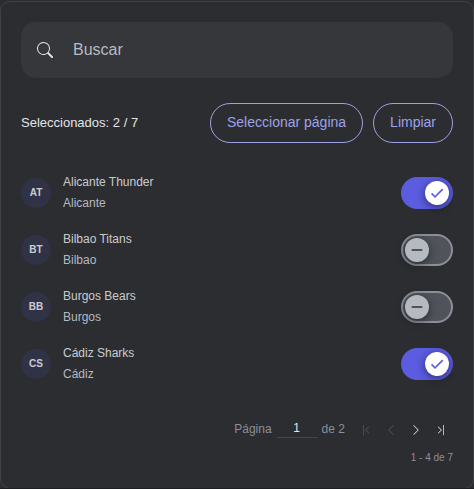 Buscar
Seleccionados: 2 / 7
Seleccionar página
Limpiar
AT
Alicante Thunder
Alicante
BT
Bilbao Titans
Bilbao
BB
Burgos Bears
Burgos
CS
Cádiz Sharks
Cádiz
Página 1 de 2
1 - 4 de 7